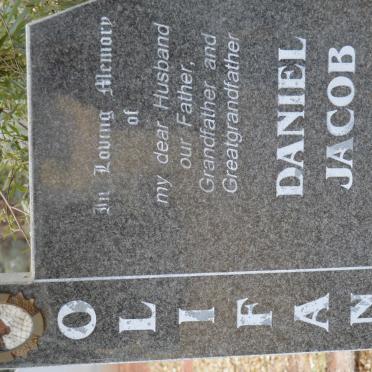 In Loving Memory
of
my dear Husband
our Father,
Grandfather and
Greatgrandfather
DANIEL
JACOB
OLIFAN